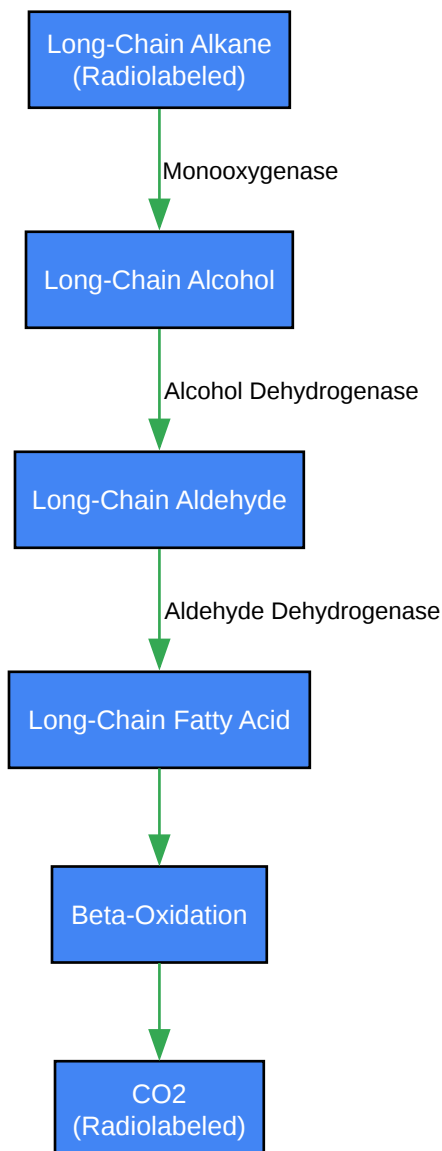 Long-Chain Alkane
(Radiolabeled)
Monooxygenase
Long-Chain Alcohol
Alcohol Dehydrogenase
Long-Chain Aldehyde
Aldehyde Dehydrogenase
Long-Chain Fatty Acid
Beta-Oxidation
CO2
(Radiolabeled)